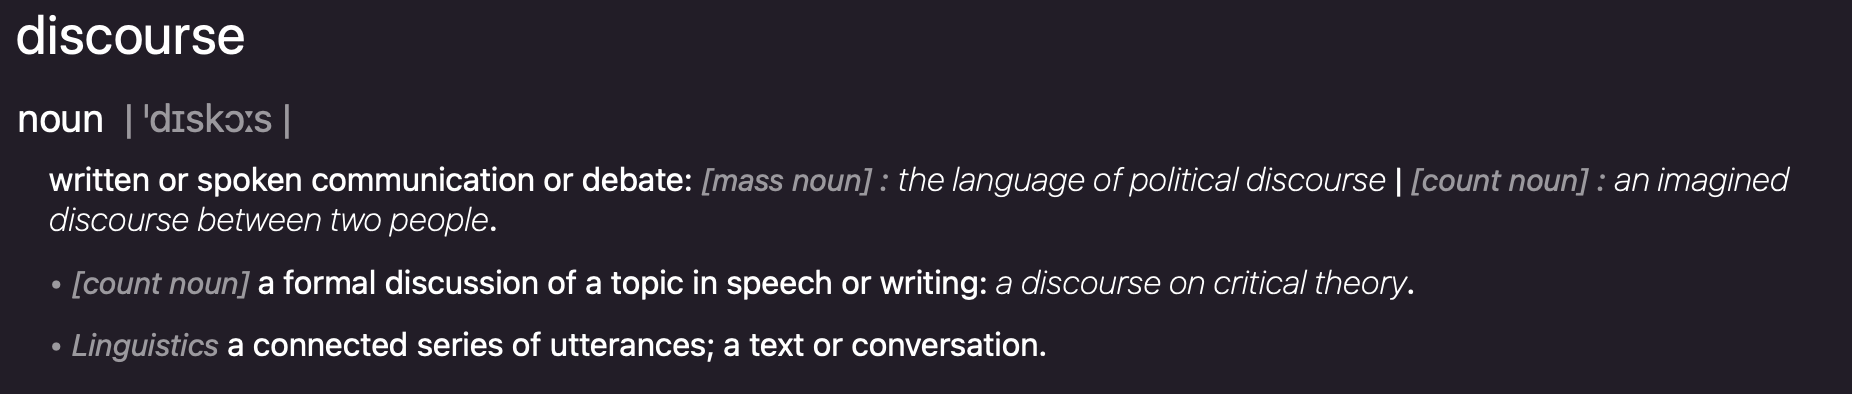 discourse
noun | ˈdɪskɔːs |
written or spoken communication or debate: [mass noun] : the language of political discourse | [count noun] : an imagined
discourse between two people.
• [count noun] a formal discussion of a topic in speech or writing: a discourse on critical theory.
• Linguistics a connected series of utterances; a text or conversation.